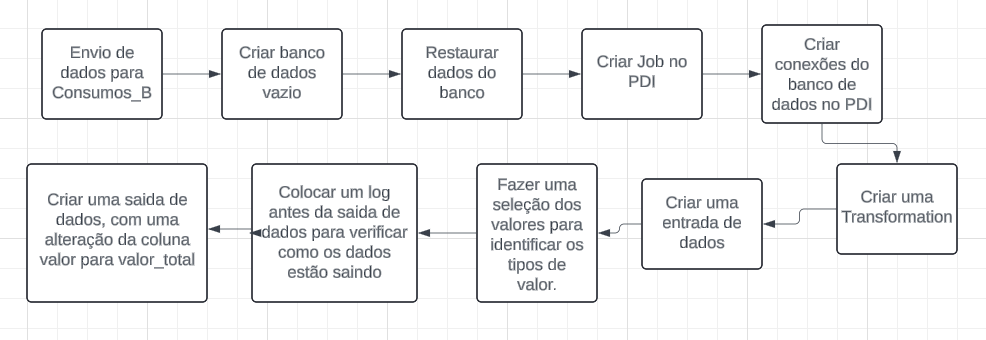 Envio de
dados para
Consumos_B
Criar banco
de dados
vazio
Restaurar
dados do
banco
Criar Job no
PDI
Criar
conexões do
banco de
dados no PDI
Criar uma
Transformation
Criar uma
entrada de
dados
Fazer uma
seleção dos
valores para
identificar os
tipos de
valor.
Colocar um log
antes da saida de
dados para verificar
como os dados
estão saindo
Criar uma saida de
dados, com uma
alteração da coluna
valor para valor_total